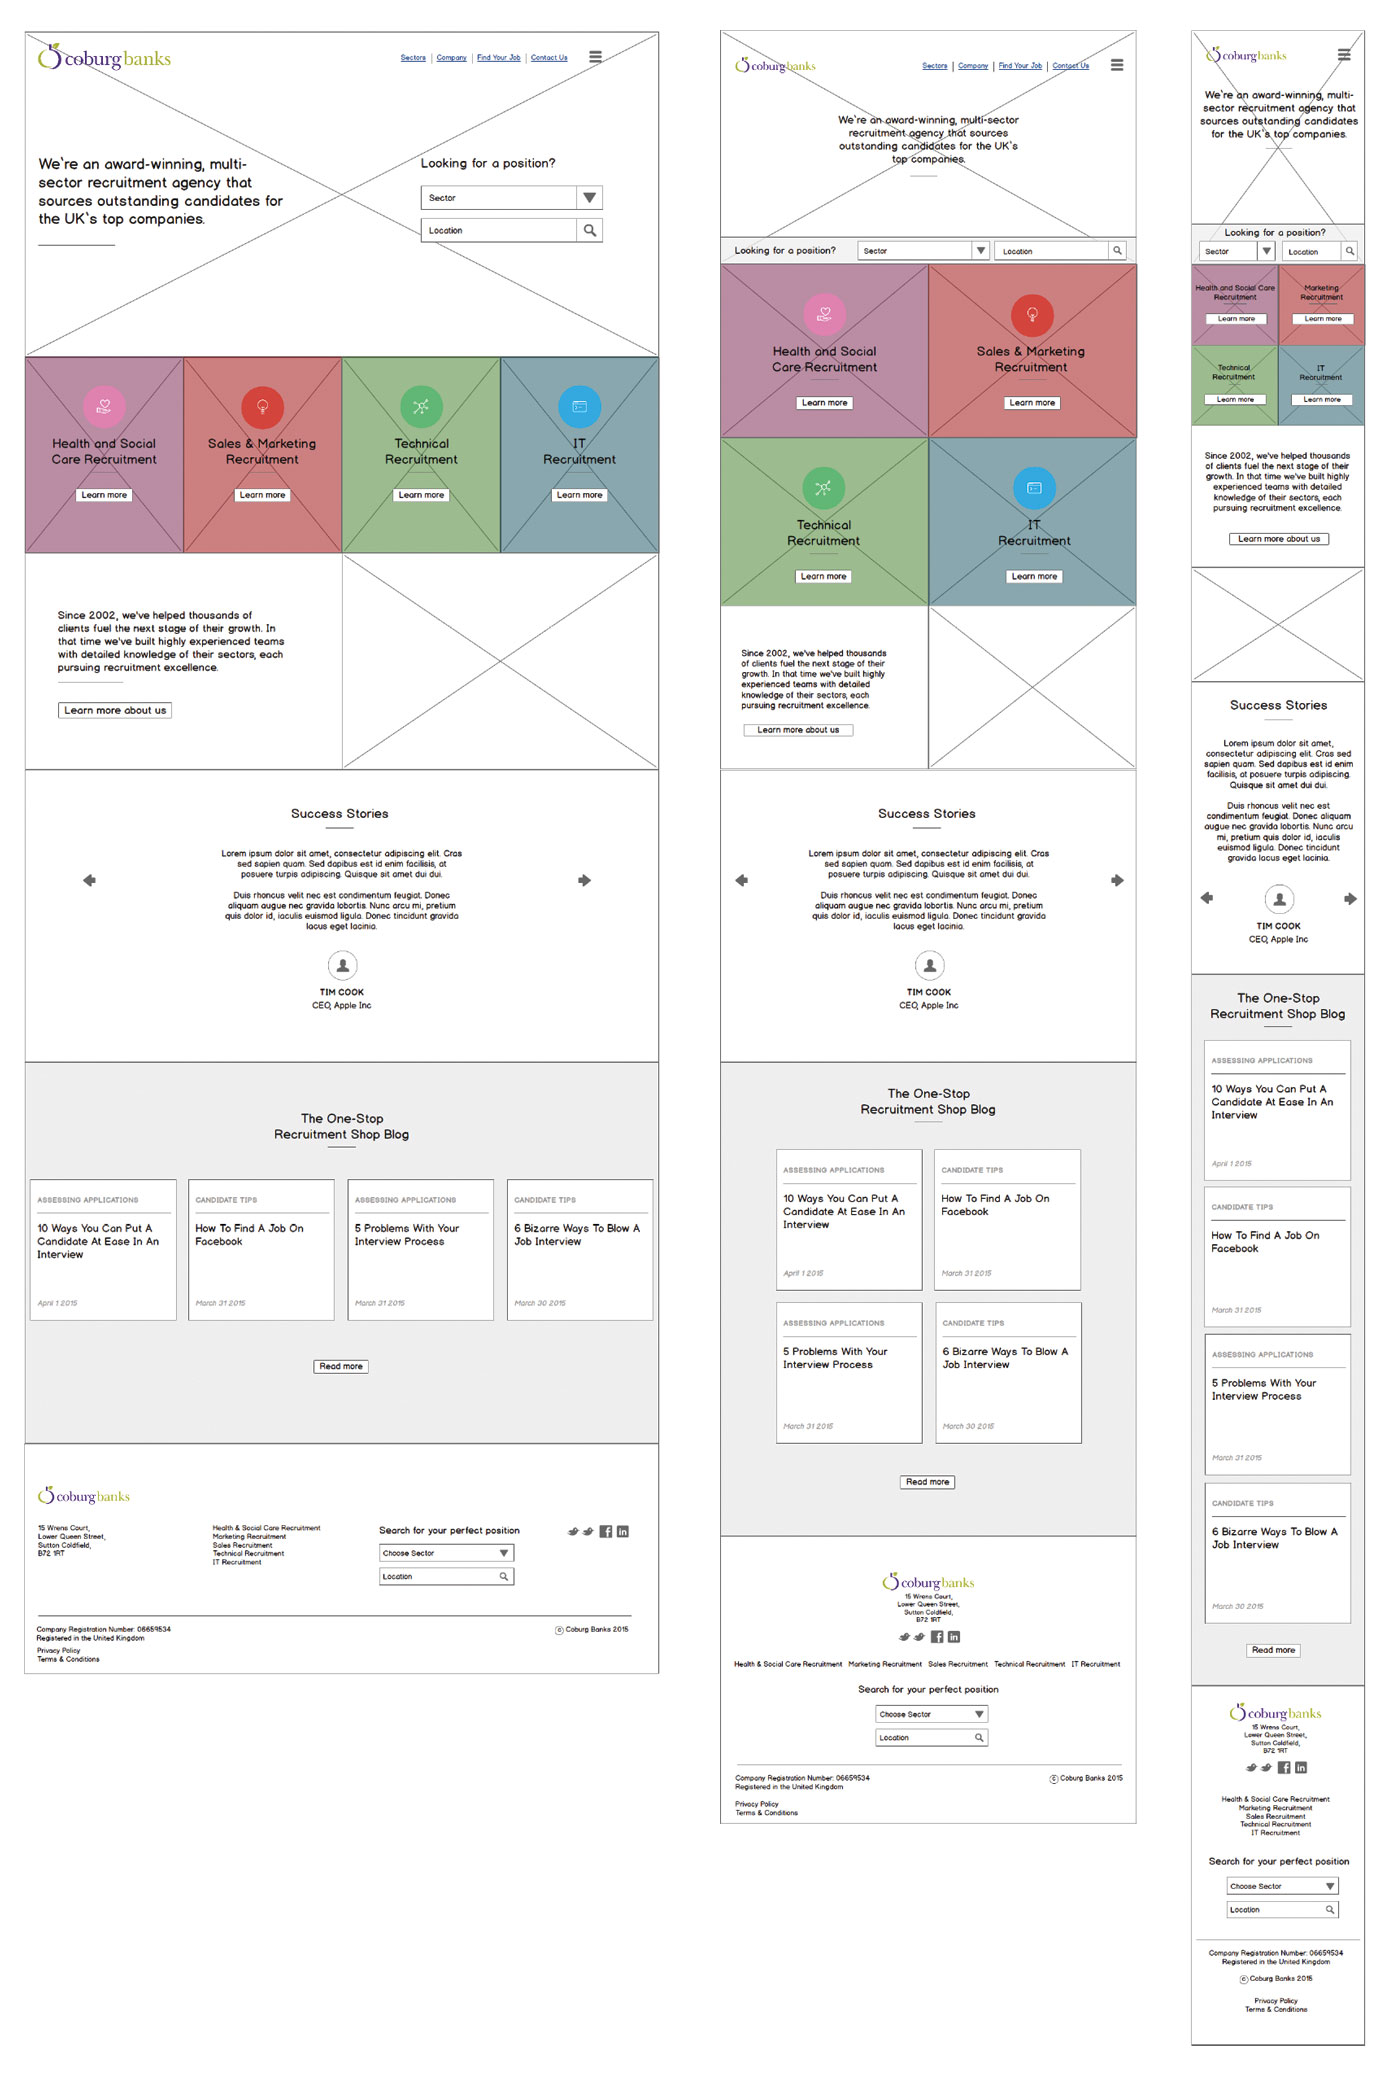 coburgbanks
Sectors | Company | Find Your Job | Contact Us
We're an award-winning, multi-
sector recruitment agency that
sources outstanding candidates for
the UK's top companies.
Looking for a position?
Sector
Location
Health and Social
Care Recruitment
Learn more
Sales & Marketing
Recruitment
Learn more
Technical
Recruitment
Learn more
IT
Recruitment
Learn more
Since 2002, we've helped thousands of
clients fuel the next stage of their growth. In
that time we've built highly experienced teams
with detailed knowledge of their sectors, each
pursuing recruitment excellence.
Learn more about us
Success Stories
Lorem ipsum dolor sit amet, consectetur adipiscing elit. Cras
sed sapien quam. Sed dapibus est id enim facilisis, at
posuere turpis adipiscing. Quisque sit amet dui dui.
Duis rhoncus velit nec est condimentum feugiat. Donec
aliquam augue nec gravida lobortis. Nunc arcu mi, pretium
quis dolor id, iaculis euismod ligula. Donec tincidunt gravida
lacus eget lacinia.
TIM COOK
CEO, Apple Inc
The One-Stop
Recruitment Shop Blog
ASSESSING APPLICATIONS
10 Ways You Can Put A
Candidate At Ease In An
Interview
April 1 2015
CANDIDATE TIPS
How To Find A Job On
Facebook
March 31 2015
ASSESSING APPLICATIONS
5 Problems With Your
Interview Process
March 31 2015
CANDIDATE TIPS
6 Bizarre Ways To Blow A
Job Interview
March 30 2015
Read more
coburgbanks
15 Wrens Court,
Lower Queen Street,
Sutton Coldfield,
B72 1RT
Health & Social Care Recruitment
Marketing Recruitment
Sales Recruitment
Technical Recruitment
IT Recruitment
Search for your perfect position
Choose Sector
Location
Company Registration Number: 06659534
Registered in the United Kingdom
Privacy Policy
Terms & Conditions
© Coburg Banks 2015
coburgbanks
Sectors | Company | Find Your Job | Contact Us
We're an award-winning, multi-sector
recruitment agency that sources
outstanding candidates for the UK's
top companies.
Looking for a position?
Sector
Location
Health and Social
Care Recruitment
Learn more
Sales & Marketing
Recruitment
Learn more
Technical
Recruitment
Learn more
IT
Recruitment
Learn more
Since 2002, we've helped thousands
of clients fuel the next stage of their
growth. In that time we've built highly
experienced teams with detailed
knowledge of their sectors, each
pursuing recruitment excellence.
Learn more about us
Success Stories
Lorem ipsum dolor sit amet, consectetur adipiscing elit. Cras
sed sapien quam. Sed dapibus est id enim facilisis, at
posuere turpis adipiscing. Quisque sit amet dui dui.
Duis rhoncus velit nec est condimentum feugiat. Donec
aliquam augue nec gravida lobortis. Nunc arcu mi, pretium
quis dolor id, iaculis euismod ligula. Donec tincidunt gravida
lacus eget lacinia.
TIM COOK
CEO, Apple Inc
The One-Stop
Recruitment Shop Blog
ASSESSING APPLICATIONS
10 Ways You Can Put A
Candidate At Ease In An
Interview
April 1 2015
CANDIDATE TIPS
How To Find A Job On
Facebook
March 31 2015
ASSESSING APPLICATIONS
5 Problems With Your
Interview Process
March 31 2015
CANDIDATE TIPS
6 Bizarre Ways To Blow A
Job Interview
March 30 2015
Read more
coburgbanks
15 Wrens Court,
Lower Queen Street,
Sutton Coldfield,
B72 1RT
Health & Social Care Recruitment Marketing Recruitment Sales Recruitment Technical Recruitment IT Recruitment
Search for your perfect position
Choose Sector
Location
Company Registration Number: 06659534
Registered in the United Kingdom
© Coburg Banks 2015
Privacy Policy
Terms & Conditions
coburgbanks
We're an award-winning, multi-
sector recruitment agency that
sources outstanding candidates
for the UK's top companies.
Looking for a position?
Sector
Location
Health and Social Care
Recruitment
Learn more
Marketing
Recruitment
Learn more
Technical
Recruitment
Learn more
IT
Recruitment
Learn more
Since 2002, we've helped thousands
of clients fuel the next stage of their
growth. In that time we've built highly
experienced teams with detailed
knowledge of their sectors, each
pursuing recruitment excellence.
Learn more about us
Success Stories
Lorem ipsum dolor sit amet,
consectetur adipiscing elit. Cras sed
sapien quam. Sed dapibus est id enim
facilisis, at posuere turpis adipiscing.
Quisque sit amet dui dui.
Duis rhoncus velit nec est
condimentum feugiat. Donec aliquam
augue nec gravida lobortis. Nunc arcu
mi, pretium quis dolor id, iaculis
euismod ligula. Donec tincidunt
gravida lacus eget lacinia.
TIM COOK
CEO, Apple Inc
The One-Stop
Recruitment Shop Blog
ASSESSING APPLICATIONS
10 Ways You Can Put A
Candidate At Ease In An
Interview
April 1 2015
CANDIDATE TIPS
How To Find A Job On
Facebook
March 31 2015
ASSESSING APPLICATIONS
5 Problems With Your
Interview Process
March 31 2015
CANDIDATE TIPS
6 Bizarre Ways To Blow A
Job Interview
March 30 2015
Read more
coburgbanks
15 Wrens Court,
Lower Queen Street,
Sutton Coldfield,
B72 1RT
Health & Social Care Recruitment
Marketing Recruitment
Sales Recruitment
Technical Recruitment
IT Recruitment
Search for your perfect position
Choose Sector
Location
Company Registration Number: 06659534
Registered in the United Kingdom
© Coburg Banks 2015
Privacy Policy
Terms & Conditions